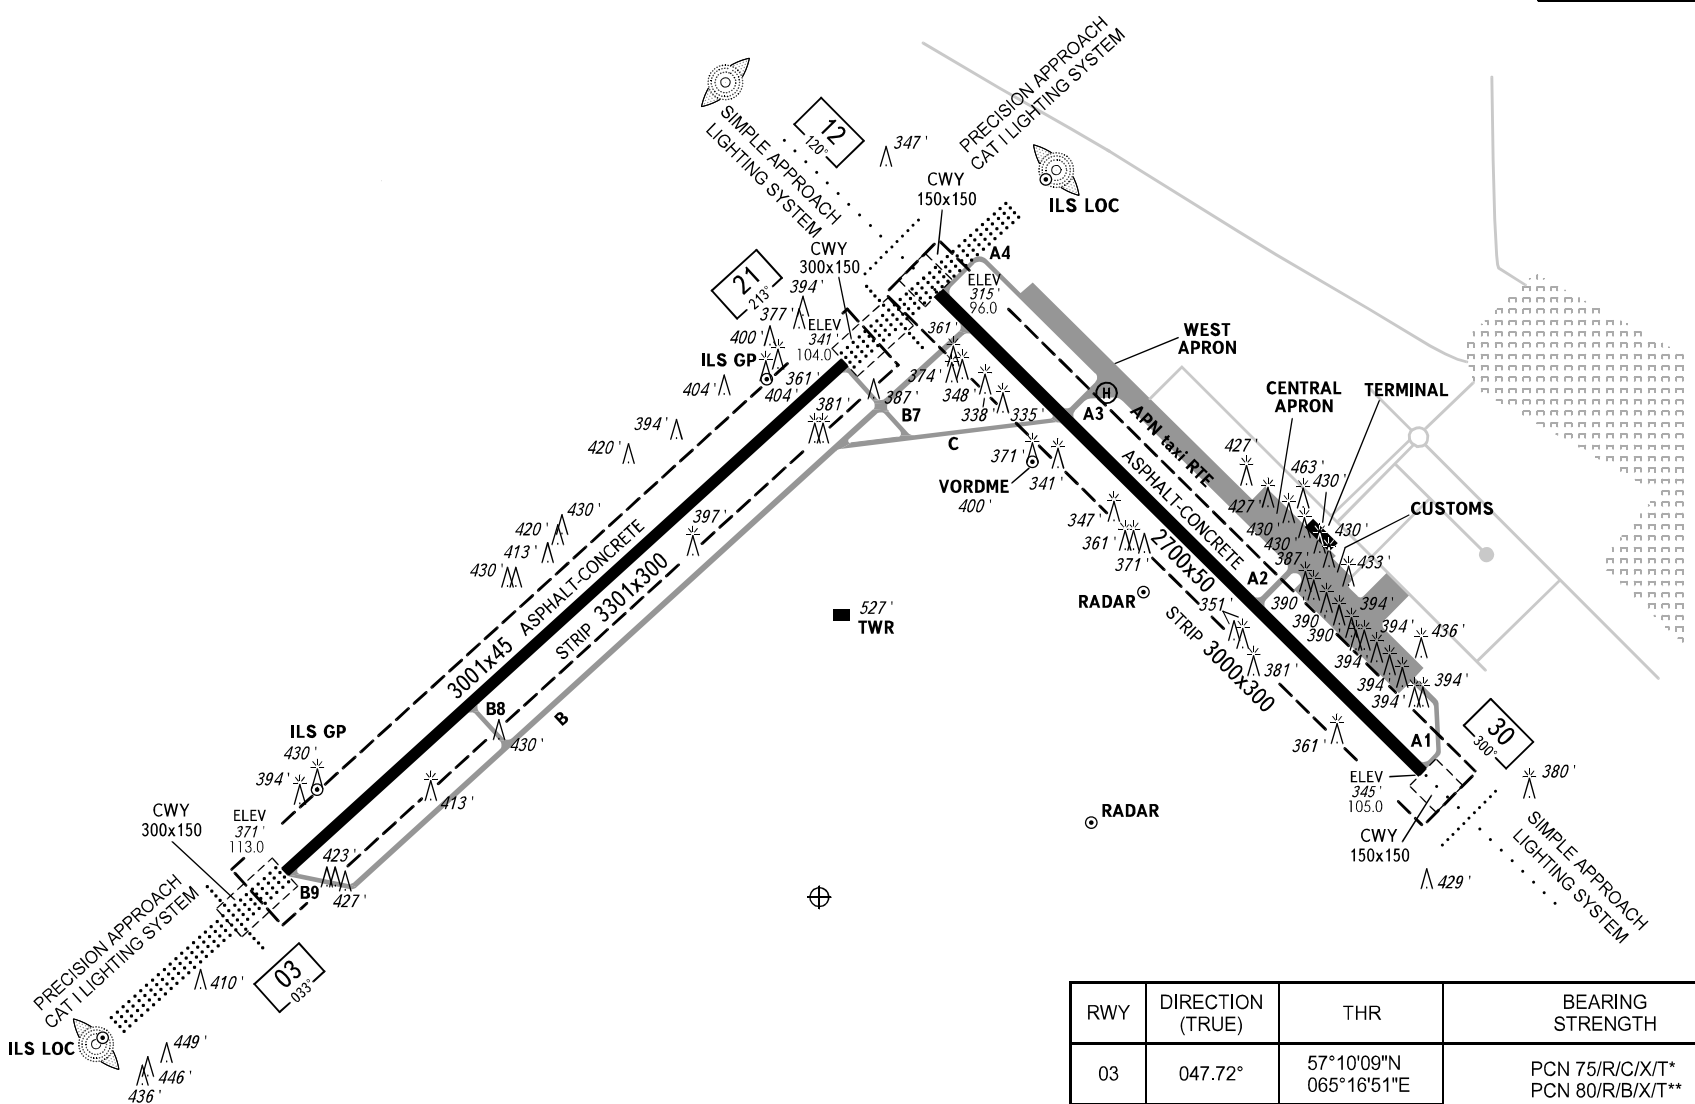 PRECISION APPROACH
CAT I LIGHTING SYSTEM
SIMPLE APPROACH
LIGHTING SYSTEM
12
120°
347'
CWY
150x150
ILS LOC
A4
CWY
300x150
21
213°
394'
377'
400'
ELEV
341'
104.0
ELEV
315'
96.0
361'
ILS GP
361'
404'
404'
381'
387'
374'
348'
338'
335'
B7
C
A3
H
WEST
APRON
CENTRAL
APRON
TERMINAL
CUSTOMS
APN taxi RTE
ASPHALT-CONCRETE
2700x50
STRIP 3000x300
394'
420'
371'
341'
VORDME
400'
427'
463'
430'
427'
430'
430'
430'
387'
433'
347'
361'
371'
A2
390'
390'
390'
394'
394'
394'
436'
394'
394'
394'
351'
381'
361'
RADAR
430'
420'
413'
430'
397'
ASPHALT-CONCRETE
3001x45
STRIP 3301x300
527'
TWR
B8
B
430'
ILS GP
430'
394'
413'
A1
30
300°
ELEV
345'
105.0
380'
RADAR
CWY
150x150
429'
SIMPLE APPROACH
LIGHTING SYSTEM
CWY
300x150
ELEV
371'
113.0
423'
427'
B9
PRECISION APPROACH
CAT I LIGHTING SYSTEM
03
033°
410'
ILS LOC
449'
446'
436'
RWY
DIRECTION
(TRUE)
THR
BEARING
STRENGTH
03
047.72°
57°10'09"N
065°16'51"E
PCN 75/R/C/X/T*
PCN 80/R/B/X/T**